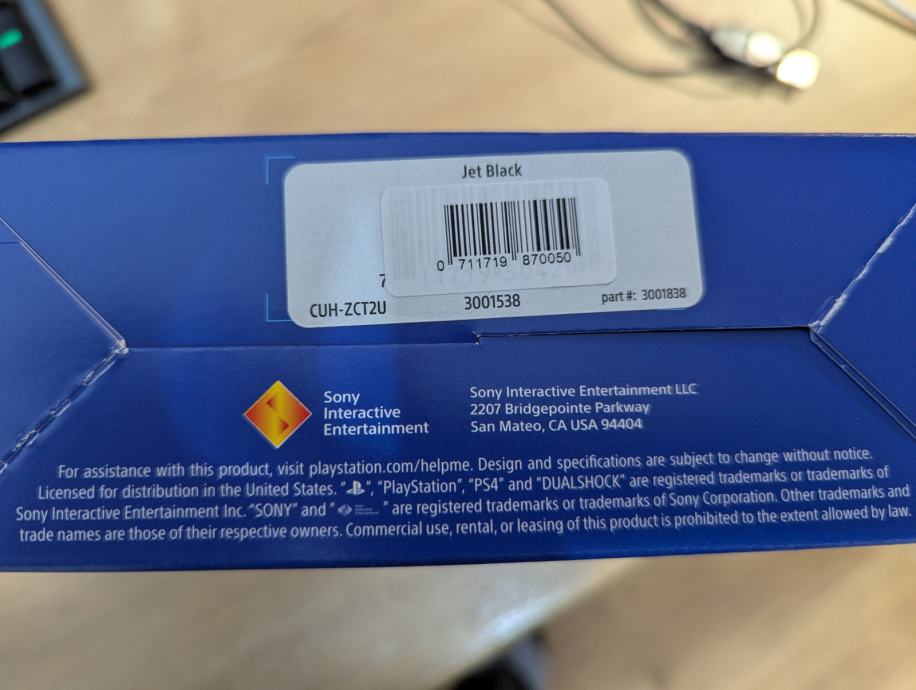 Jet Black
0 711719 870050
7
CUH-ZCT2U 3001538 part #: 3001838
Sony
Interactive
Entertainment
Sony Interactive Entertainment LLC
2207 Bridgepointe Parkway
San Mateo, CA USA 94404
For assistance with this product, visit playstation.com/helpme. Design and specifications are subject to change without notice.
Licensed for distribution in the United States. "", "PlayStation", "PS4" and "DUALSHOCK" are registered trademarks or trademarks of
Sony Interactive Entertainment Inc. "SONY" and " " are registered trademarks or trademarks of Sony Corporation. Other trademarks and
trade names are those of their respective owners. Commercial use, rental, or leasing of this product is prohibited to the extent allowed by law.